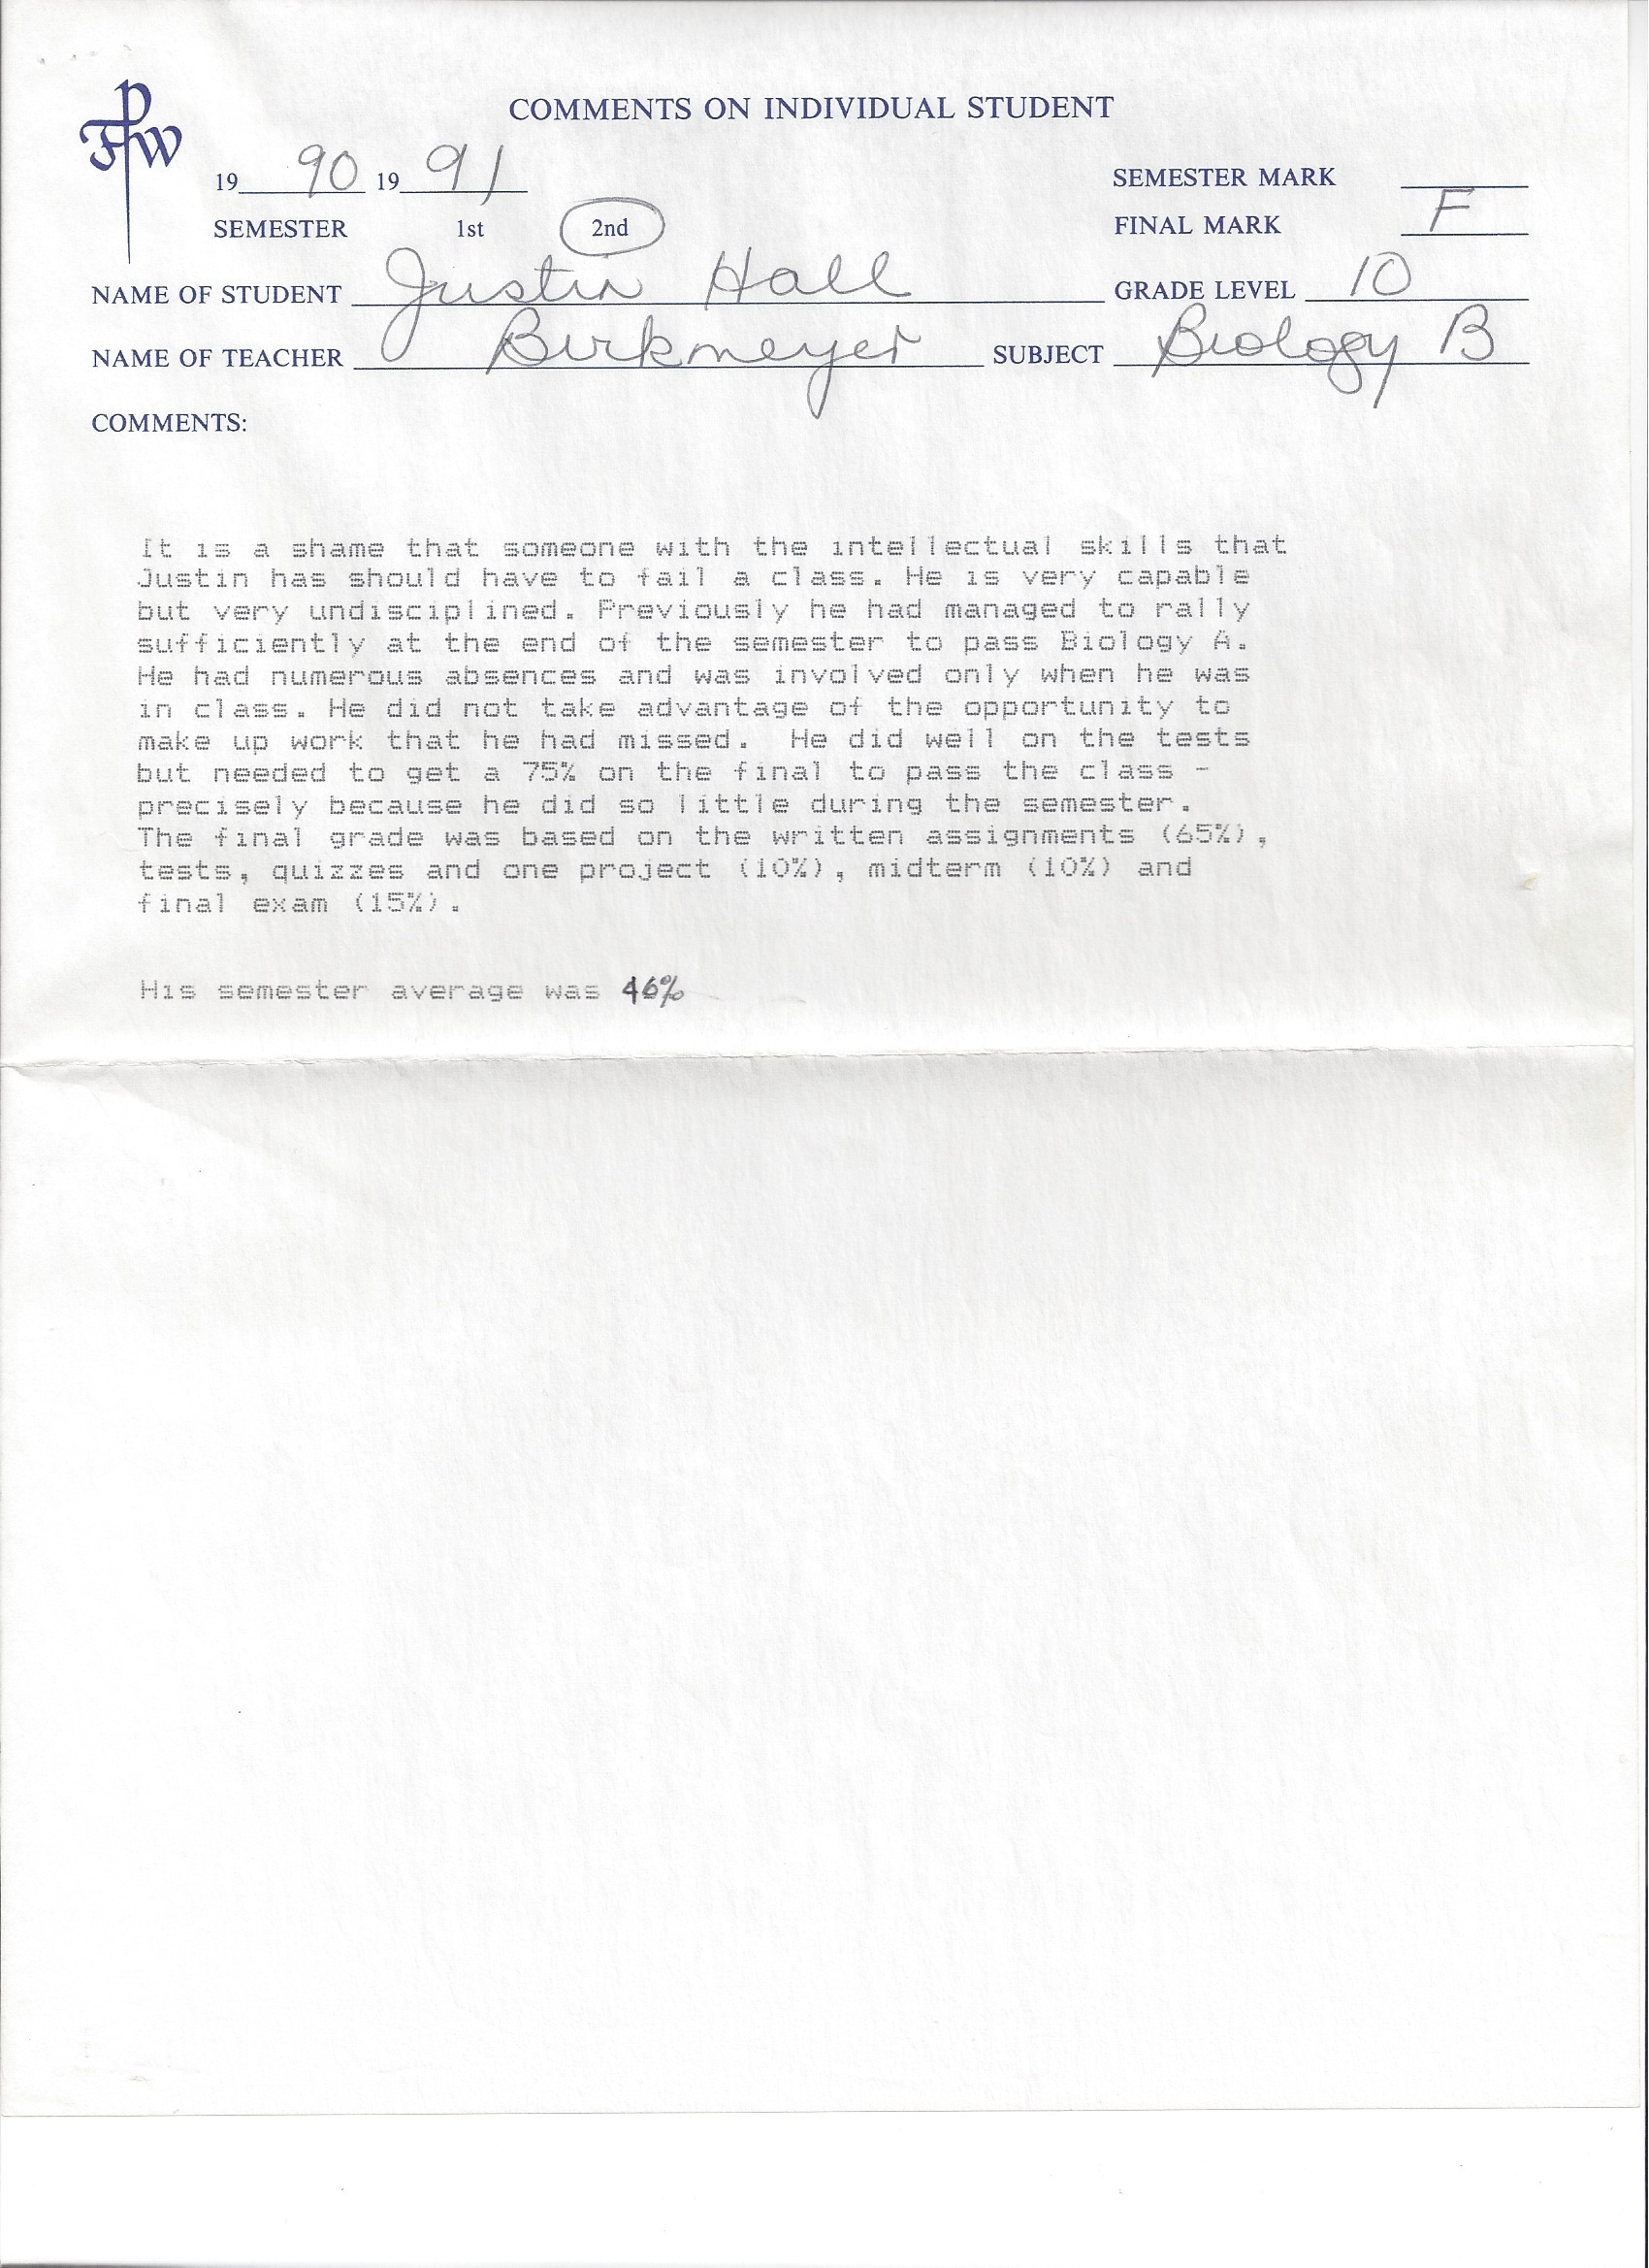 FPW
COMMENTS ON INDIVIDUAL STUDENT
19 90 19 91
SEMESTER MARK
SEMESTER 1st 2nd
FINAL MARK F
NAME OF STUDENT Justin Hall GRADE LEVEL 10
NAME OF TEACHER Birkmeyer SUBJECT Biology B
COMMENTS:
It is a shame that someone with the intellectual skills that
Justin has should have to fail a class. He is very capable
but very undisciplined. Previously he had managed to rally
sufficiently at the end of the semester to pass Biology A.
He had numerous absences and was involved only when he was
in class. He did not take advantage of the opportunity to
make up work that he had missed.  He did well on the tests
but needed to get a 75% on the final to pass the class -
precisely because he did so little during the semester.
The final grade was based on the written assignments (65%),
tests, quizzes and one project (10%), midterm (10%) and
final exam (15%).
His semester average was 46%